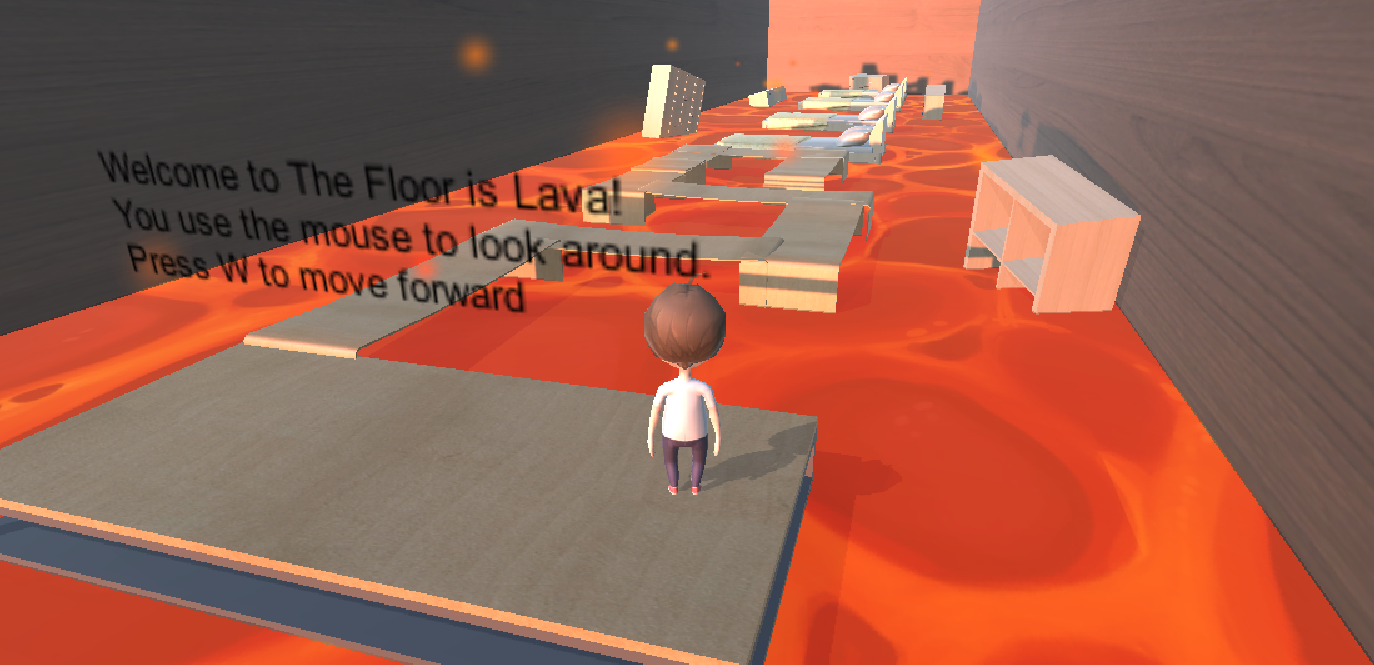 Welcome to The Floor is Lava!
You use the mouse to look around.
Press W to move forward